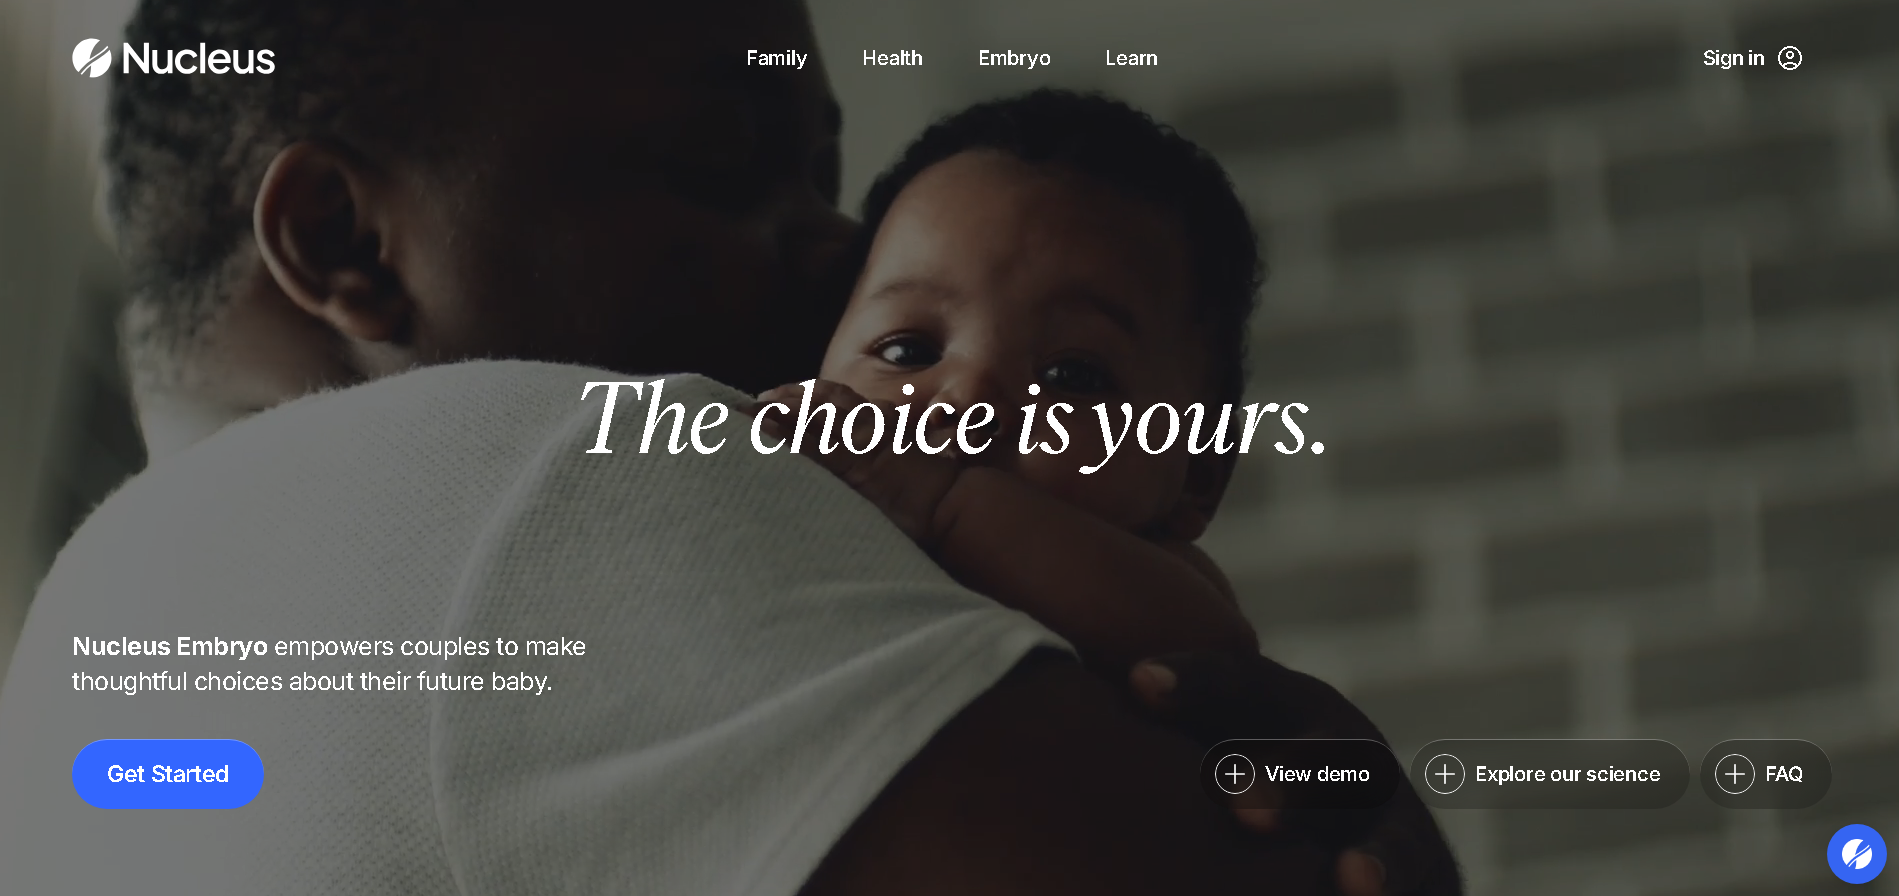 Nucleus
Family
Health
Embryo
Learn
Sign in
The choice is yours.
Nucleus Embryo empowers couples to make
thoughtful choices about their future baby.
Get Started
View demo
Explore our science
FAQ